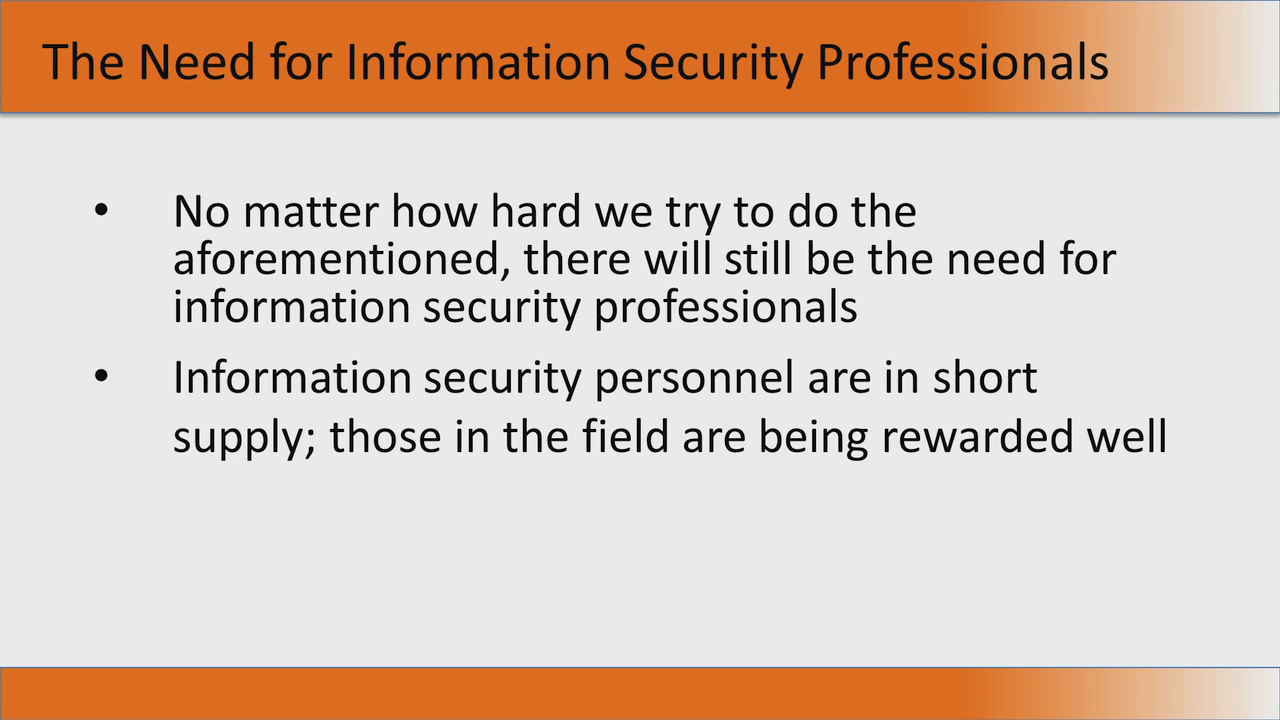 The Need for Information Security Professionals
• No matter how hard we try to do the
aforementioned, there will still be the need for
information security professionals
• Information security personnel are in short
supply; those in the field are being rewarded well